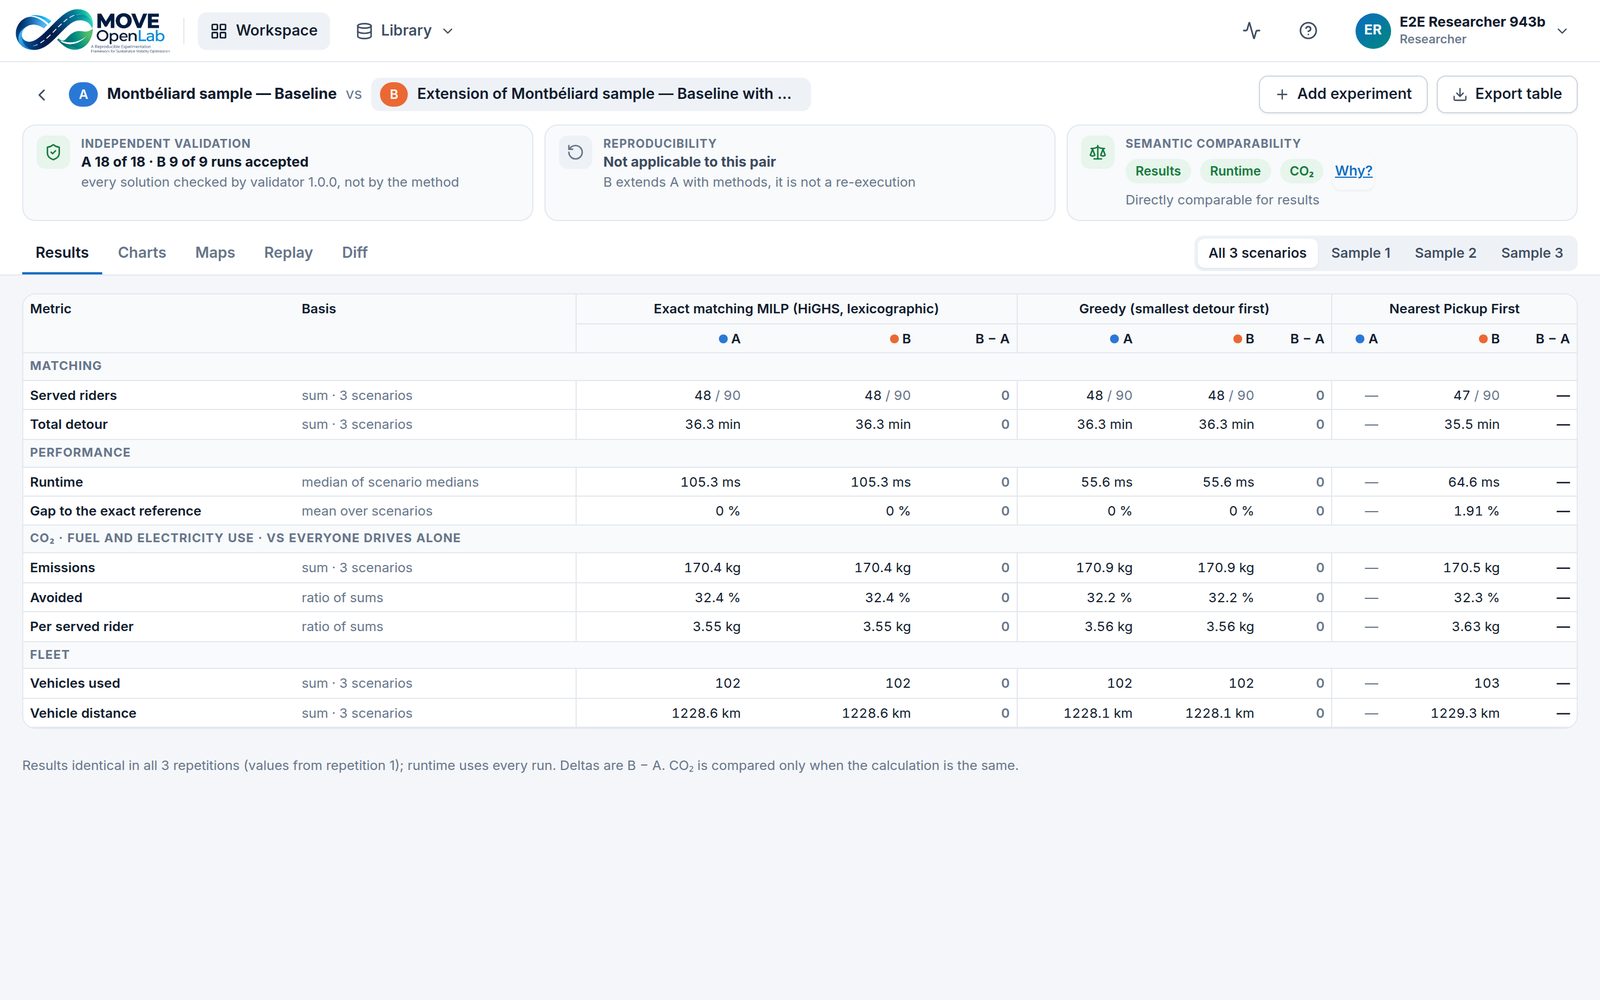 MOVE
OpenLab
A Reproducible Experimentation
Framework for Sustainable Mobility Optimization
Workspace
Library
ER
E2E Researcher 943b
Researcher
A Montbéliard sample — Baseline vs B Extension of Montbéliard sample — Baseline with ...
Add experiment
Export table
INDEPENDENT VALIDATION
A 18 of 18 · B 9 of 9 runs accepted
every solution checked by validator 1.0.0, not by the method
REPRODUCIBILITY
Not applicable to this pair
B extends A with methods, it is not a re-execution
SEMANTIC COMPARABILITY
Results Runtime CO₂ Why?
Directly comparable for results
Results Charts Maps Replay Diff
All 3 scenarios Sample 1 Sample 2 Sample 3
Metric Basis Exact matching MILP (HiGHS, lexicographic) Greedy (smallest detour first) Nearest Pickup First
A B B − A A B B − A A B B − A
MATCHING
Served riders sum · 3 scenarios 48 / 90 48 / 90 0 48 / 90 48 / 90 0 — 47 / 90 —
Total detour sum · 3 scenarios 36.3 min 36.3 min 0 36.3 min 36.3 min 0 — 35.5 min —
PERFORMANCE
Runtime median of scenario medians 105.3 ms 105.3 ms 0 55.6 ms 55.6 ms 0 — 64.6 ms —
Gap to the exact reference mean over scenarios 0 % 0 % 0 0 % 0 % 0 — 1.91 % —
CO₂ · FUEL AND ELECTRICITY USE · VS EVERYONE DRIVES ALONE
Emissions sum · 3 scenarios 170.4 kg 170.4 kg 0 170.9 kg 170.9 kg 0 — 170.5 kg —
Avoided ratio of sums 32.4 % 32.4 % 0 32.2 % 32.2 % 0 — 32.3 % —
Per served rider ratio of sums 3.55 kg 3.55 kg 0 3.56 kg 3.56 kg 0 — 3.63 kg —
FLEET
Vehicles used sum · 3 scenarios 102 102 0 102 102 0 — 103 —
Vehicle distance sum · 3 scenarios 1228.6 km 1228.6 km 0 1228.1 km 1228.1 km 0 — 1229.3 km —
Results identical in all 3 repetitions (values from repetition 1); runtime uses every run. Deltas are B − A. CO₂ is compared only when the calculation is the same.